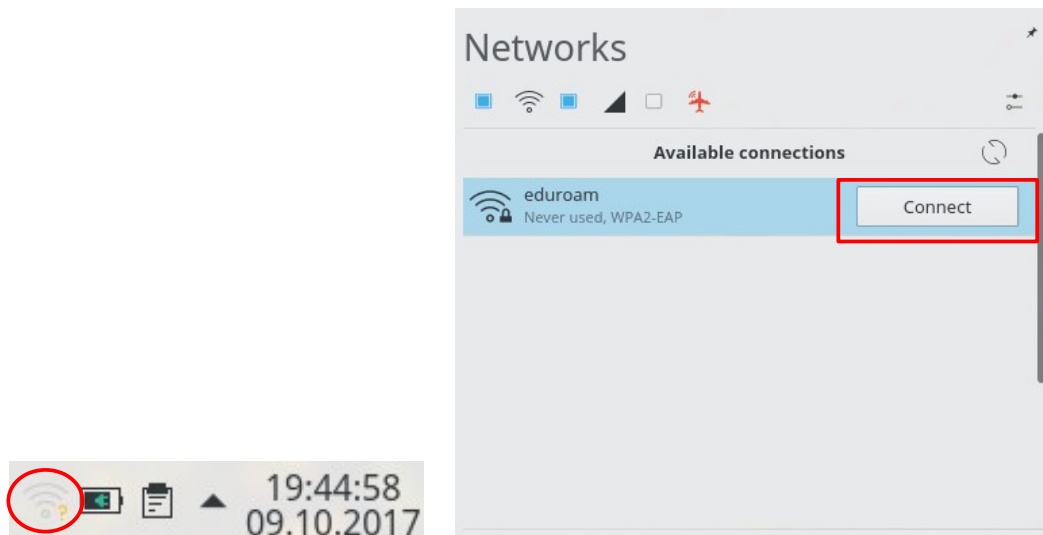 Networks
Available connections
eduroam
Never used, WPA2-EAP
Connect
19:44:58
09.10.2017